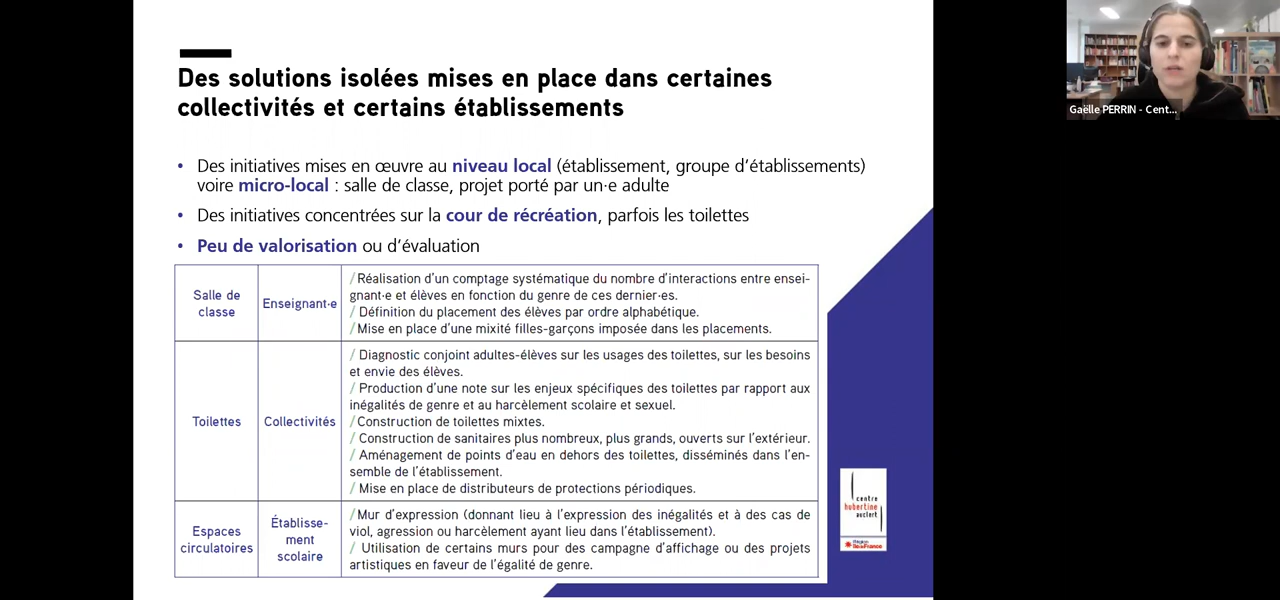 Des solutions isolées mises en place dans certaines
collectivités et certains établissements
• Des initiatives mises en œuvre au niveau local (établissement, groupe d'établissements)
voire micro-local : salle de classe, projet porté par un·e adulte
• Des initiatives concentrées sur la cour de récréation, parfois les toilettes
• Peu de valorisation ou d'évaluation
Salle de
classe
Enseignant·e
/Réalisation d'un comptage systématique du nombre d'interactions entre ensei-
gnant·e et élèves en fonction du genre de ces dernier·es.
/ Définition du placement des élèves par ordre alphabétique.
/Mise en place d'une mixité filles-garçons imposée dans les placements.
Toilettes
Collectivités
/ Diagnostic conjoint adultes-élèves sur les usages des toilettes, sur les besoins
et envie des élèves.
/ Production d'une note sur les enjeux spécifiques des toilettes par rapport aux
inégalités de genre et au harcèlement scolaire et sexuel.
/Construction de toilettes mixtes.
/ Construction de sanitaires plus nombreux, plus grands, ouverts sur l'extérieur.
/ Aménagement de points d'eau en dehors des toilettes, disséminés dans l'en-
semble de l'établissement.
/ Mise en place de distributeurs de protections périodiques.
Espaces
circulatoires
Établisse-
ment
scolaire
/Mur d'expression (donnant lieu à l'expression des inégalités et à des cas de
viol, agression ou harcèlement ayant lieu dans l'établissement).
/ Utilisation de certains murs pour des campagne d'affichage ou des projets
artistiques en faveur de l'égalité de genre.
centre
hubertine
auclert
Région
île de France
Gaëlle PERRIN - Cent...